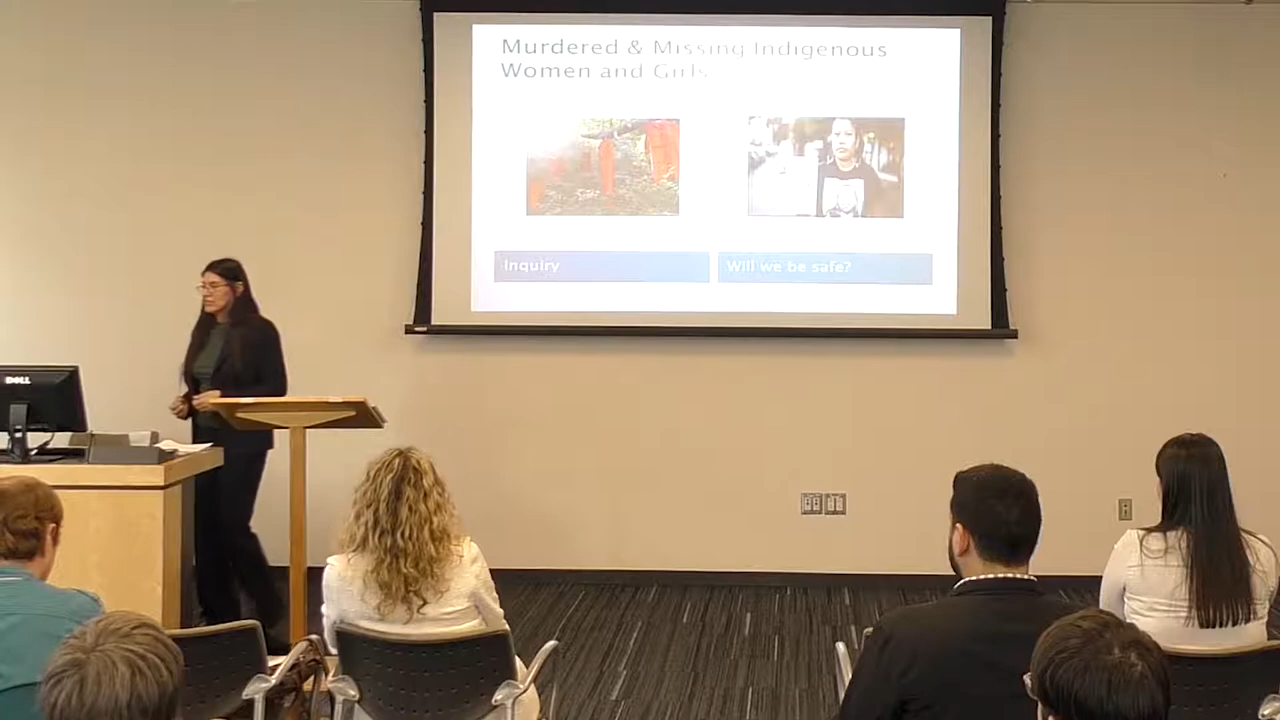 Murdered & Missing Indigenous
Women and Girls
Inquiry
Will we be safe?
DELL